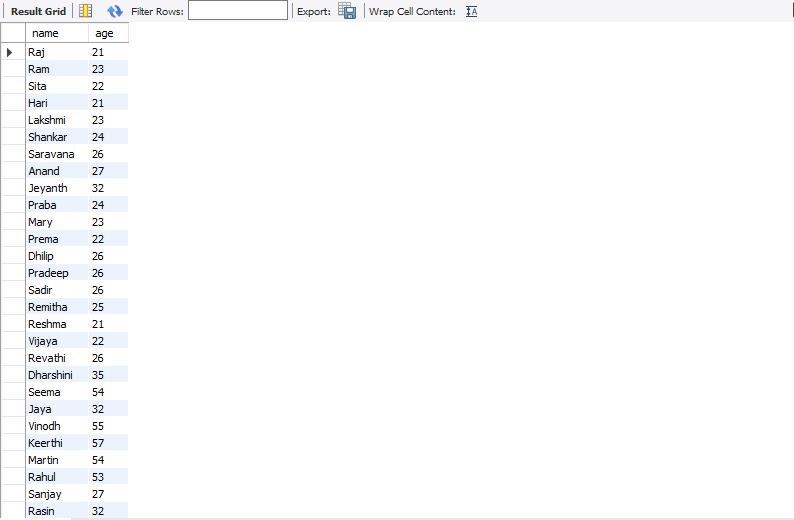 Result Grid Filter Rows: Export: Wrap Cell Content:
name age
Raj 21
Ram 23
Sita 22
Hari 21
Lakshmi 23
Shankar 24
Saravana 26
Anand 27
Jeyanth 32
Praba 24
Mary 23
Prema 22
Dhilip 26
Pradeep 26
Sadir 26
Remitha 25
Reshma 21
Vijaya 22
Revathi 26
Dharshini 35
Seema 54
Jaya 32
Vinodh 55
Keerthi 57
Martin 54
Rahul 53
Sanjay 27
Rasin 32